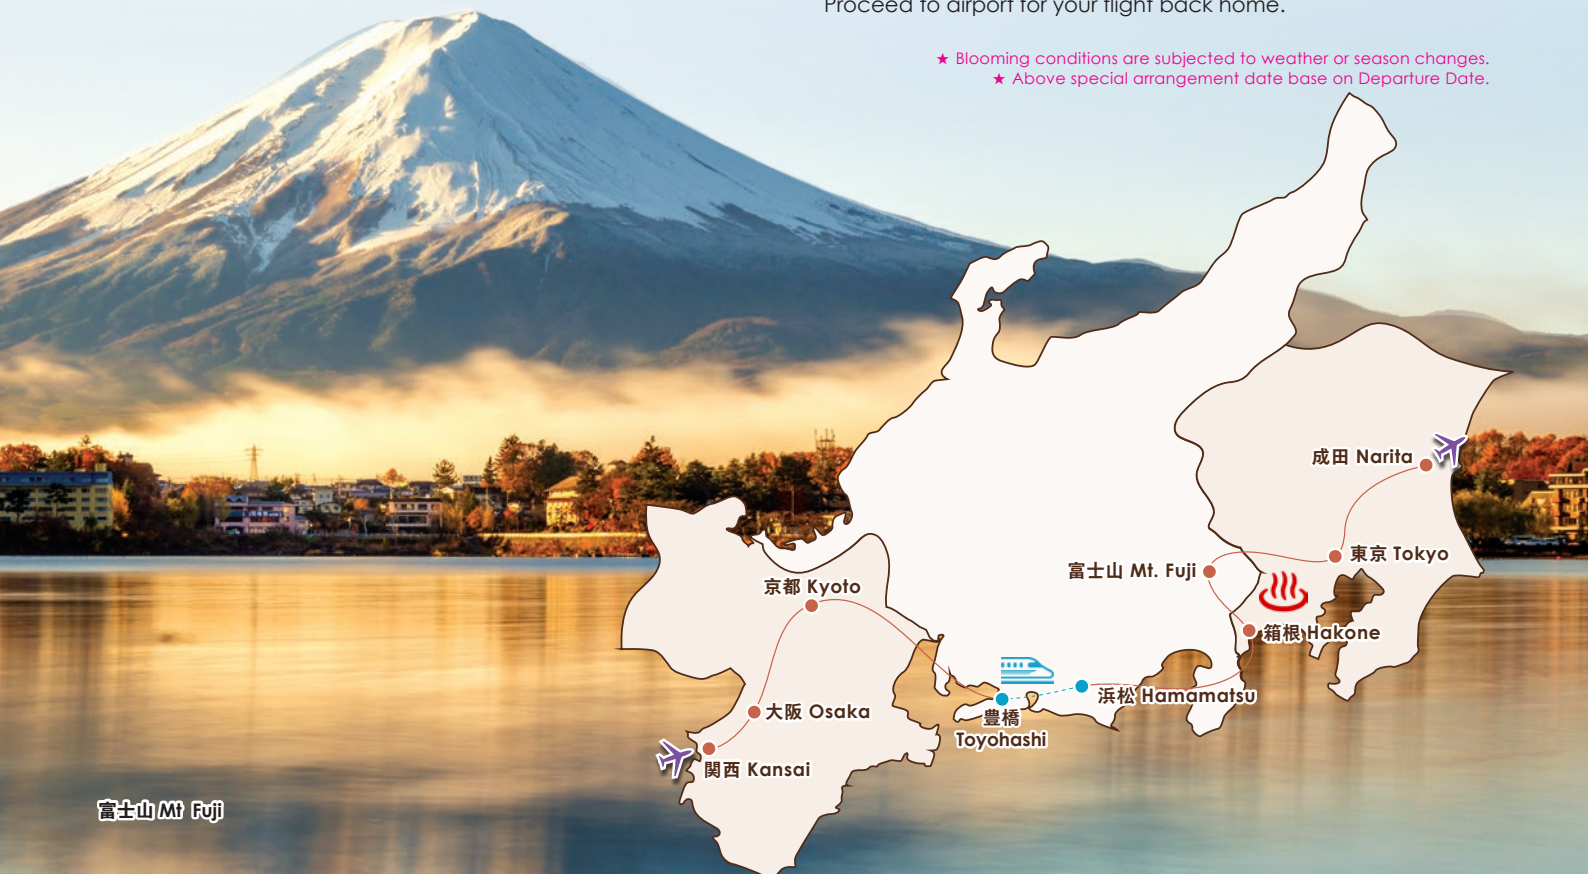 Proceed to airport for your flight back home.
★ Blooming conditions are subjected to weather or season changes.
★ Above special arrangement date base on Departure Date.
成田 Narita
東京 Tokyo
富士山 Mt. Fuji
京都 Kyoto
箱根 Hakone
浜松 Hamamatsu
大阪 Osaka
豊橋
Toyohashi
関西 Kansai
富士山 Mt Fuji